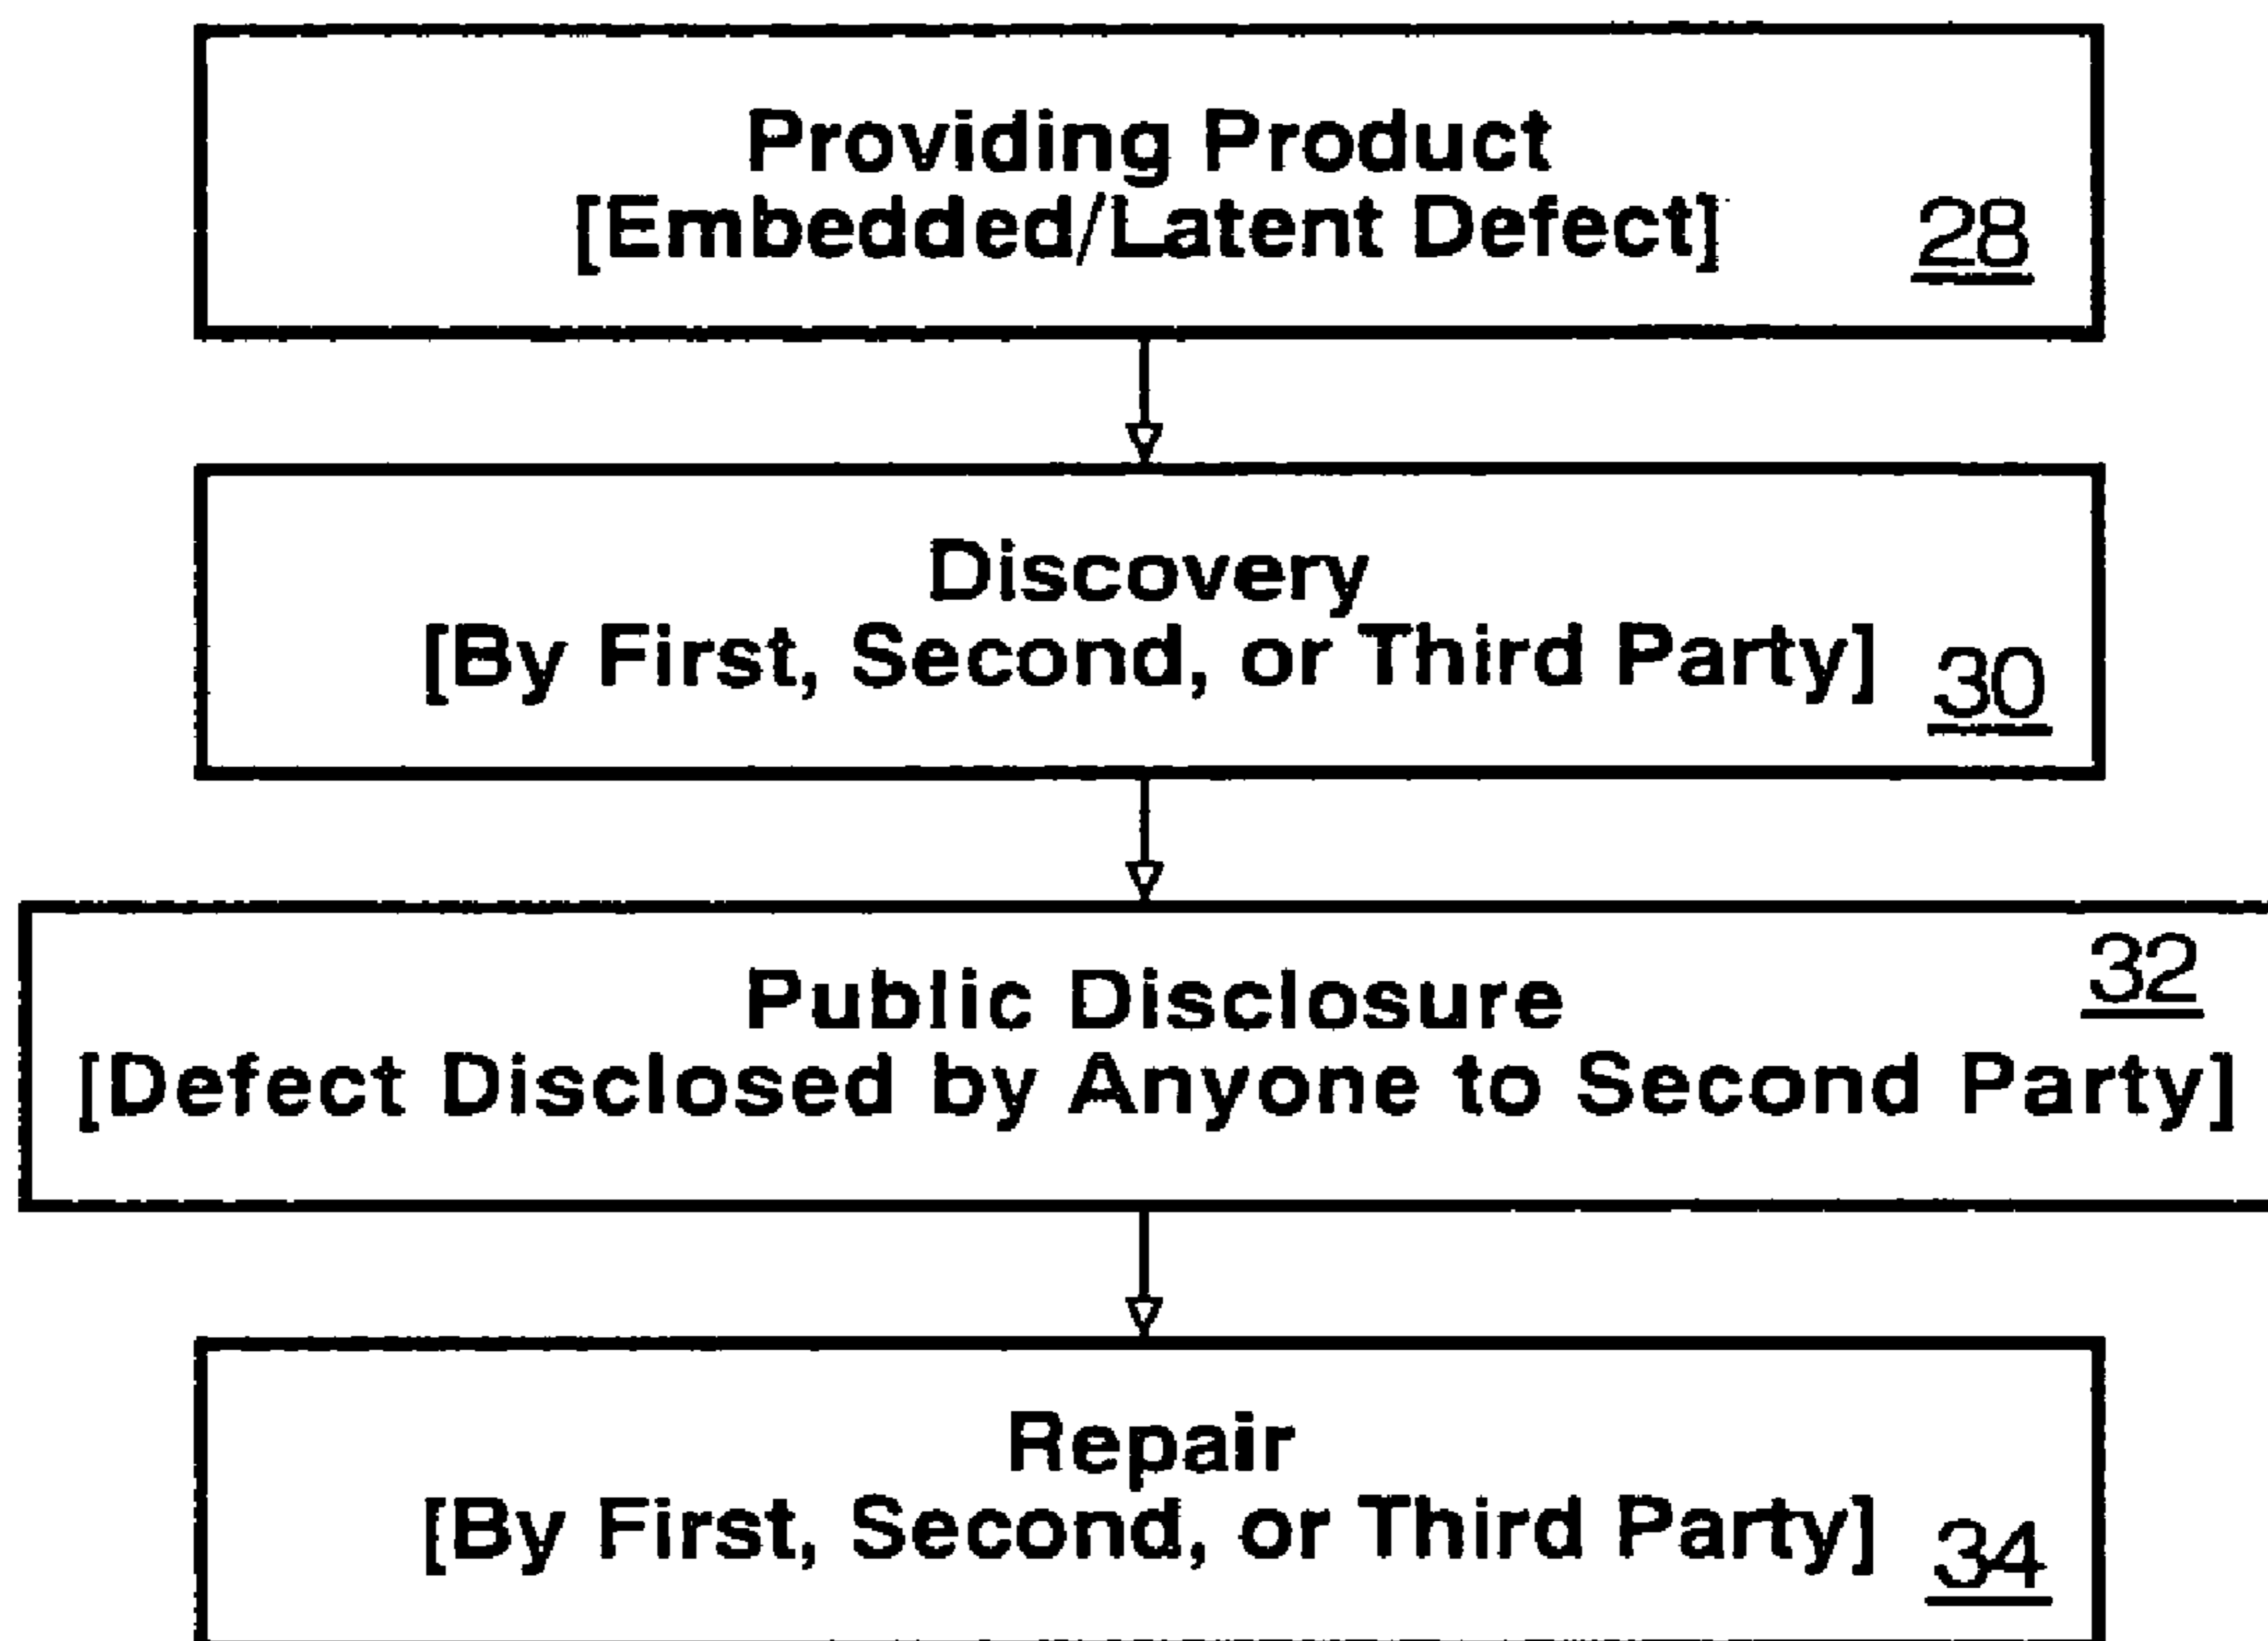 Providing Product
[Embedded/Latent Defect]
28
Discovery
[By First, Second, or Third Party]
30
32
Public Disclosure
[Defect Disclosed by Anyone to Second Party]
Repair
[By First, Second, or Third Party]
34